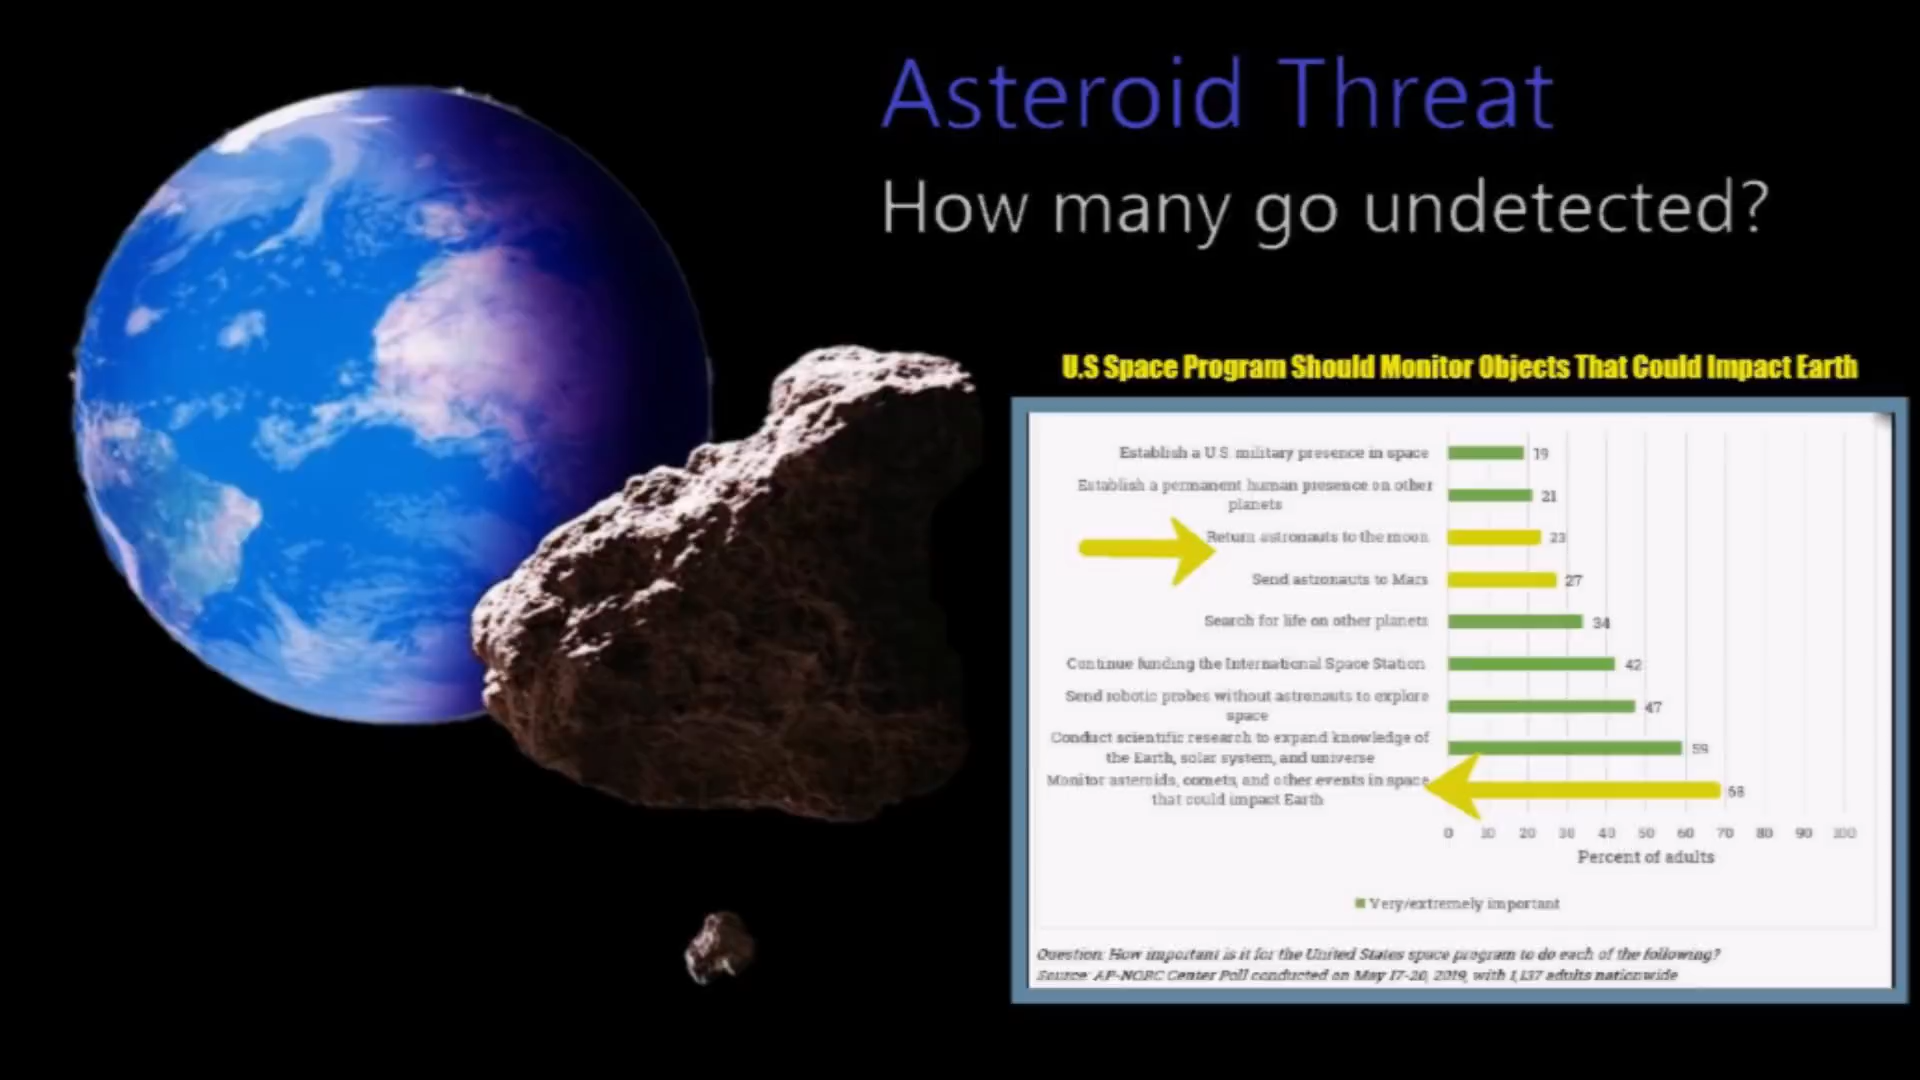 Asteroid Threat
How many go undetected?
U.S Space Program Should Monitor Objects That Could Impact Earth
Establish a U.S. military presence in space 19
Establish a permanent human presence on other
planets 21
Return astronauts to the moon 23
Send astronauts to Mars 27
Search for life on other planets 34
Continue funding the International Space Station 42
Send robotic probes without astronauts to explore
space 47
Conduct scientific research to expand knowledge of
the Earth, solar system, and universe 59
Monitor asteroids, comets, and other events in space
that could impact Earth 68
0 10 20 30 40 50 60 70 80 90 100
Percent of adults
Very/extremely important
Question: How important is it for the United States space program to do each of the following?
Source: AP-NORC Center Poll conducted on May 17-20, 2019, with 1,137 adults nationwide